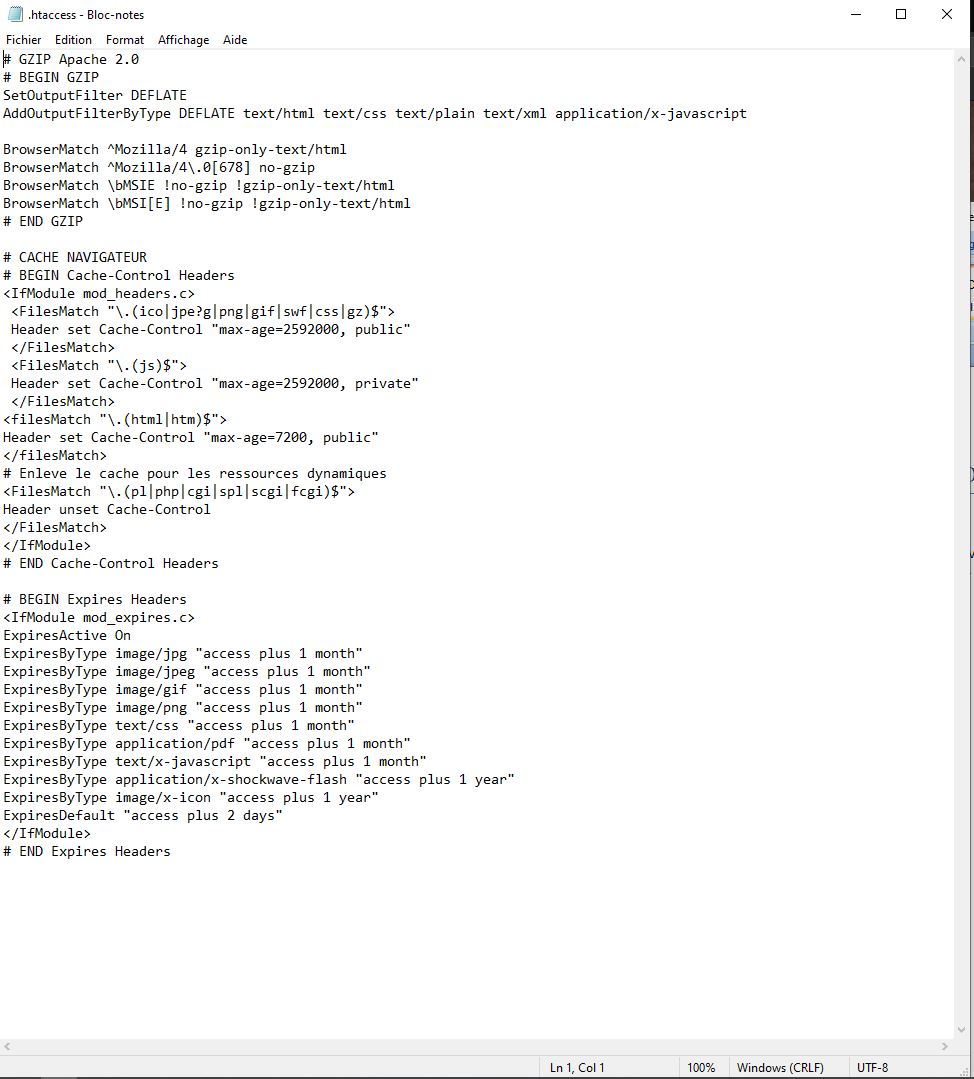 .htaccess - Bloc-notes
Fichier Edition Format Affichage Aide
# GZIP Apache 2.0
# BEGIN GZIP
SetOutputFilter DEFLATE
AddOutputFilterByType DEFLATE text/html text/css text/plain text/xml application/x-javascript
BrowserMatch ^Mozilla/4 gzip-only-text/html
BrowserMatch ^Mozilla/4\.0[678] no-gzip
BrowserMatch \bMSIE !no-gzip !gzip-only-text/html
BrowserMatch \bMSI[E] !no-gzip !gzip-only-text/html
# END GZIP
# CACHE NAVIGATEUR
# BEGIN Cache-Control Headers
<IfModule mod_headers.c>
<FilesMatch "\.(ico|jpe?g|png|gif|swf|css|gz)$">
Header set Cache-Control "max-age=2592000, public"
</FilesMatch>
<FilesMatch "\.(js)$">
Header set Cache-Control "max-age=2592000, private"
</FilesMatch>
<filesMatch "\.(html|htm)$">
Header set Cache-Control "max-age=7200, public"
</filesMatch>
# Enleve le cache pour les ressources dynamiques
<FilesMatch "\.(pl|php|cgi|spl|scgi|fcgi)$">
Header unset Cache-Control
</FilesMatch>
</IfModule>
# END Cache-Control Headers
# BEGIN Expires Headers
<IfModule mod_expires.c>
ExpiresActive On
ExpiresByType image/jpg "access plus 1 month"
ExpiresByType image/jpeg "access plus 1 month"
ExpiresByType image/gif "access plus 1 month"
ExpiresByType image/png "access plus 1 month"
ExpiresByType text/css "access plus 1 month"
ExpiresByType application/pdf "access plus 1 month"
ExpiresByType text/x-javascript "access plus 1 month"
ExpiresByType application/x-shockwave-flash "access plus 1 year"
ExpiresByType image/x-icon "access plus 1 year"
ExpiresDefault "access plus 2 days"
</IfModule>
# END Expires Headers
Ln 1, Col 1 100% Windows (CRLF) UTF-8